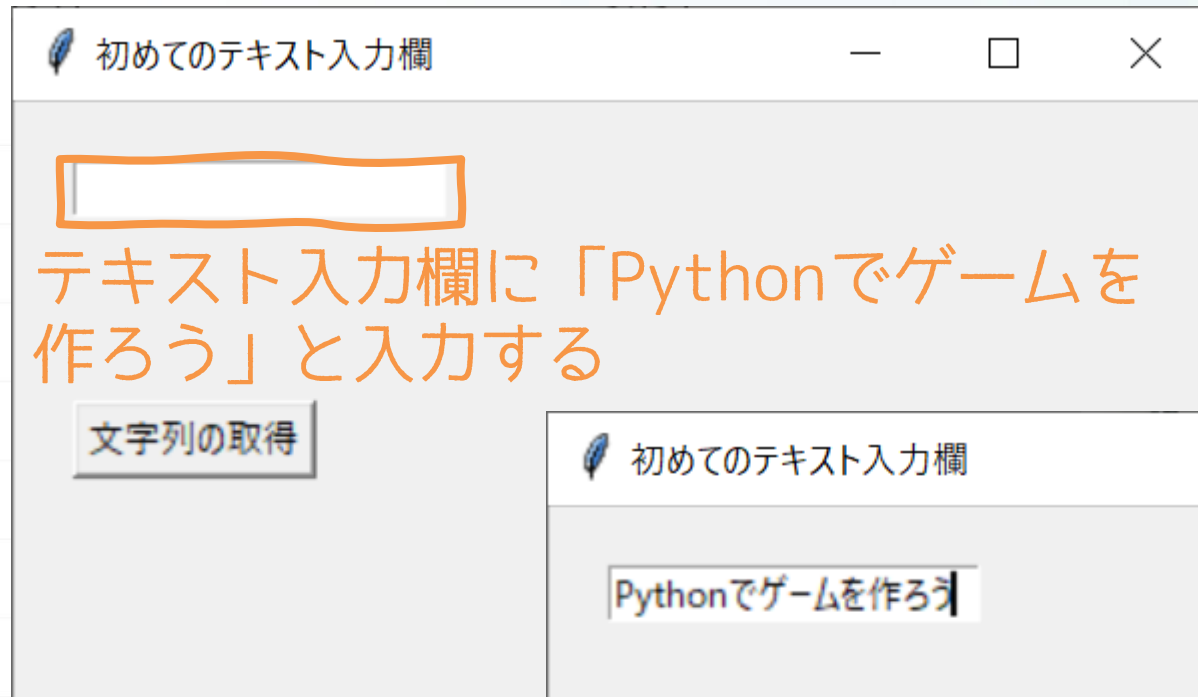 初めてのテキスト入力欄
テキスト入力欄に「Pythonでゲームを
作ろう」と入力する
文字列の取得
初めてのテキスト入力欄
Pythonでゲームを作ろう